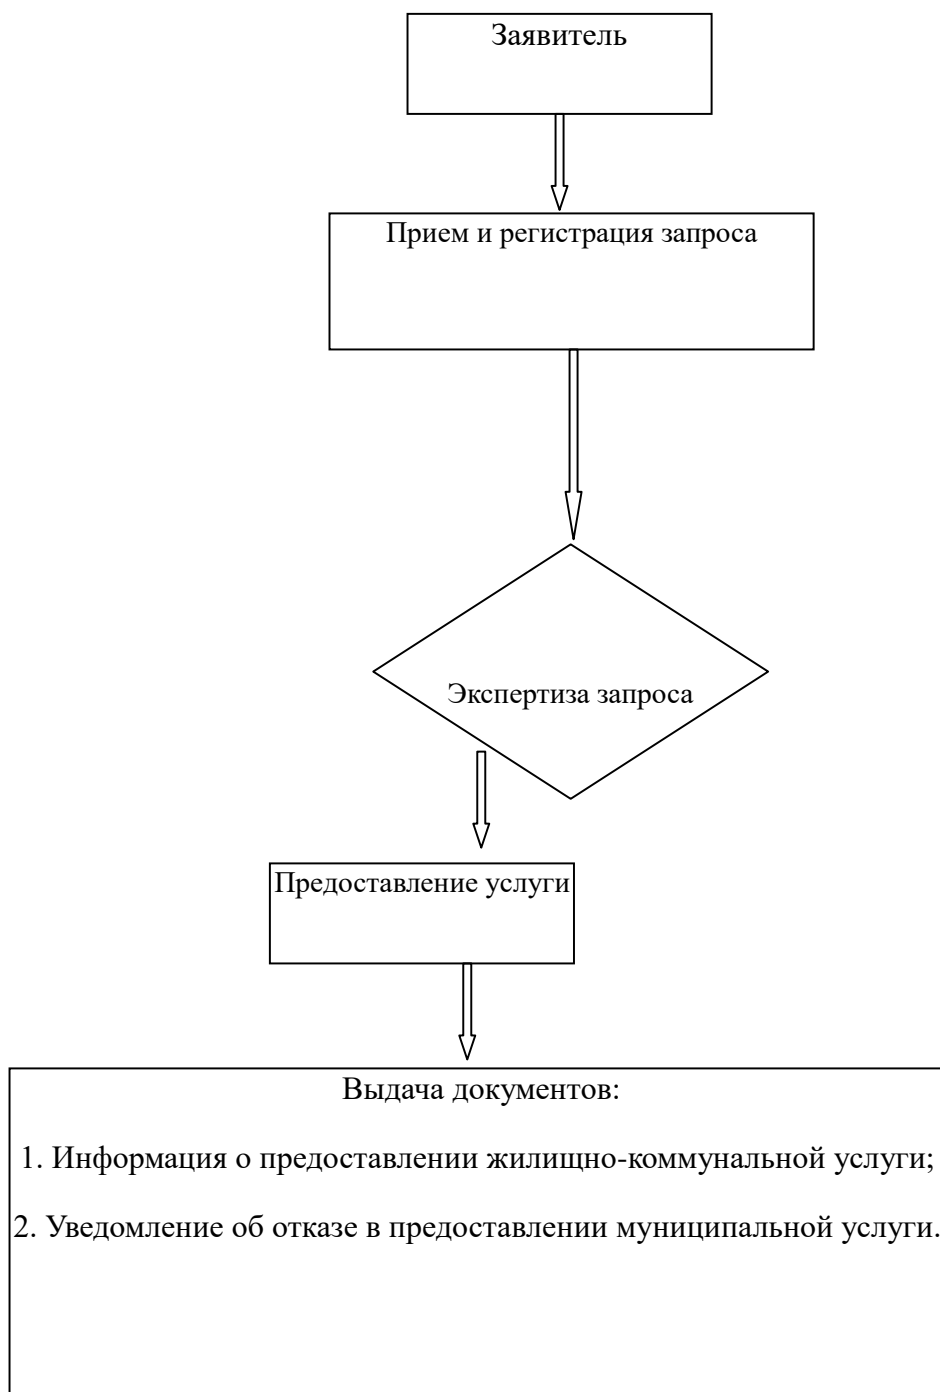 Заявитель
Прием и регистрация запроса
Экспертиза запроса
Предоставление услуги
Выдача документов:
1. Информация о предоставлении жилищно-коммунальной услуги;
2. Уведомление об отказе в предоставлении муниципальной услуги.